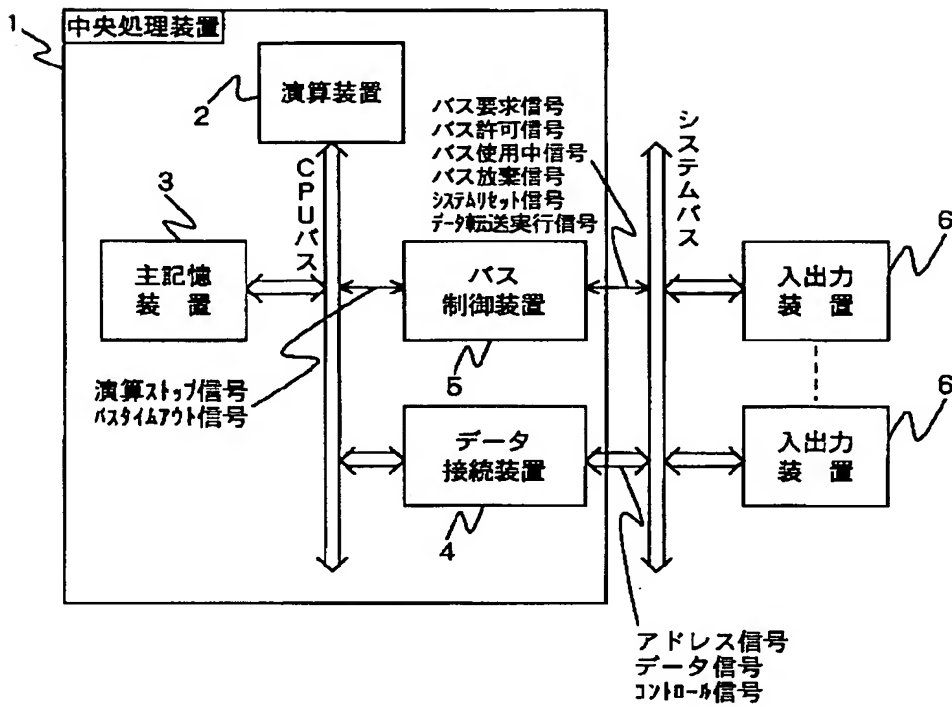 1
中央処理装置
2
演算装置
CPUバス
バス要求信号
バス許可信号
バス使用中信号
バス放棄信号
ｼｽﾃﾑﾘｾｯﾄ信号
ﾃﾞｰﾀ転送実行信号
システムバス
3
主記憶
装　置
バス
制御装置
5
6
入出力
装　置
演算ｽﾄｯﾌﾟ信号
ﾊﾞｽﾀｲﾑｱｳﾄ信号
データ
接続装置
4
6
入出力
装　置
アドレス信号
データ信号
ｺﾝﾄﾛｰﾙ信号